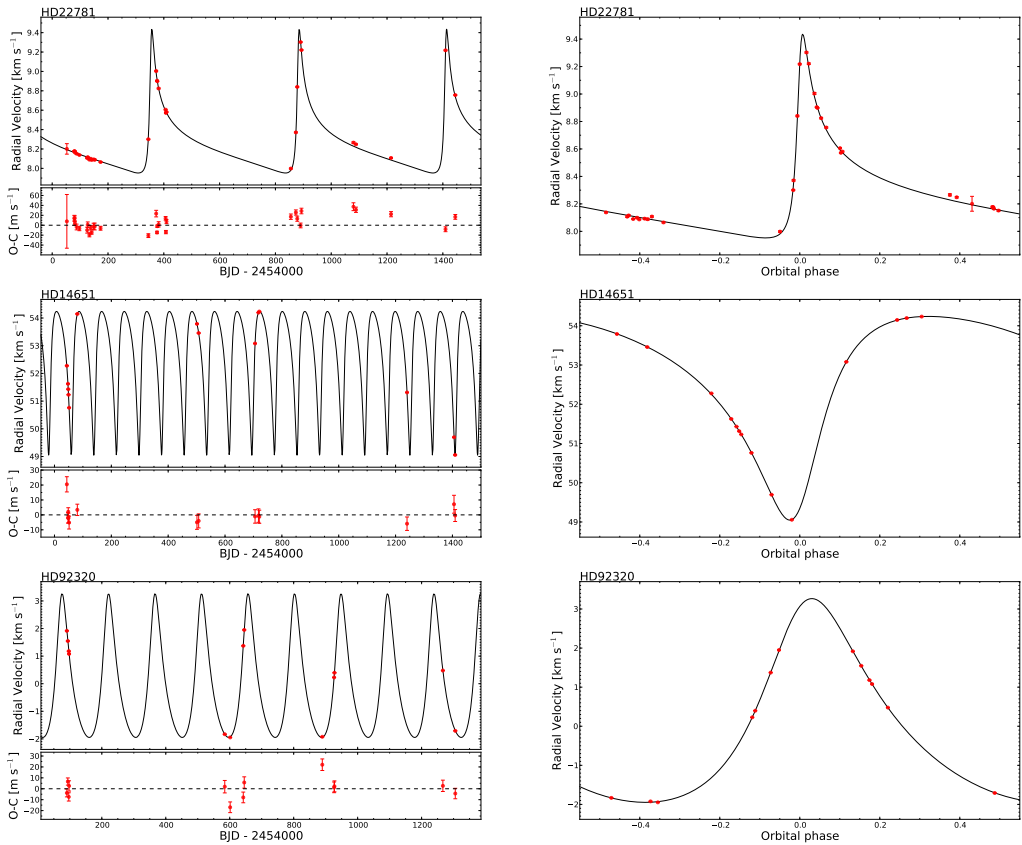 HD22781
Radial Velocity [km s⁻¹]
9.4
9.2
9.0
8.8
8.6
8.4
8.2
8.0
O-C [m s⁻¹]
60
40
20
0
−20
−40
0 200 400 600 800 1000 1200 1400
BJD - 2454000
HD22781
Radial Velocity [km s⁻¹]
9.4
9.2
9.0
8.8
8.6
8.4
8.2
8.0
−0.4 −0.2 0.0 0.2 0.4
Orbital phase
HD14651
Radial Velocity [km s⁻¹]
54
53
52
51
50
49
O-C [m s⁻¹]
30
20
10
0
−10
0 200 400 600 800 1000 1200 1400
BJD - 2454000
HD14651
Radial Velocity [km s⁻¹]
54
53
52
51
50
49
−0.4 −0.2 0.0 0.2 0.4
Orbital phase
HD92320
Radial Velocity [km s⁻¹]
3
2
1
0
−1
−2
O-C [m s⁻¹]
30
20
10
0
−10
−20
200 400 600 800 1000 1200
BJD - 2454000
HD92320
Radial Velocity [km s⁻¹]
3
2
1
0
−1
−2
−0.4 −0.2 0.0 0.2 0.4
Orbital phase